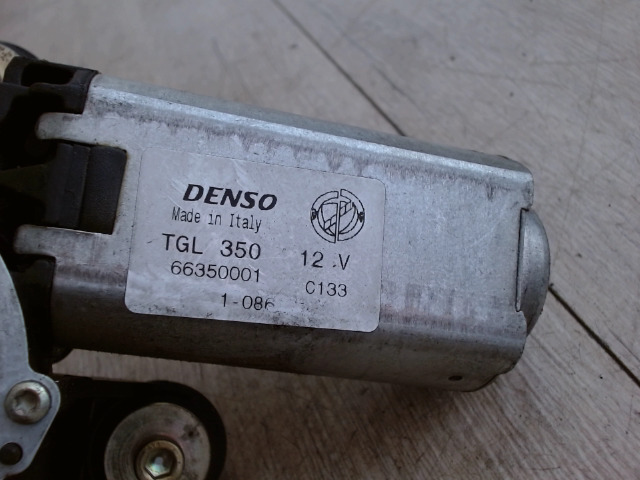 DENSO
Made in Italy
TGL 350 12 V
66350001 C133
1-086